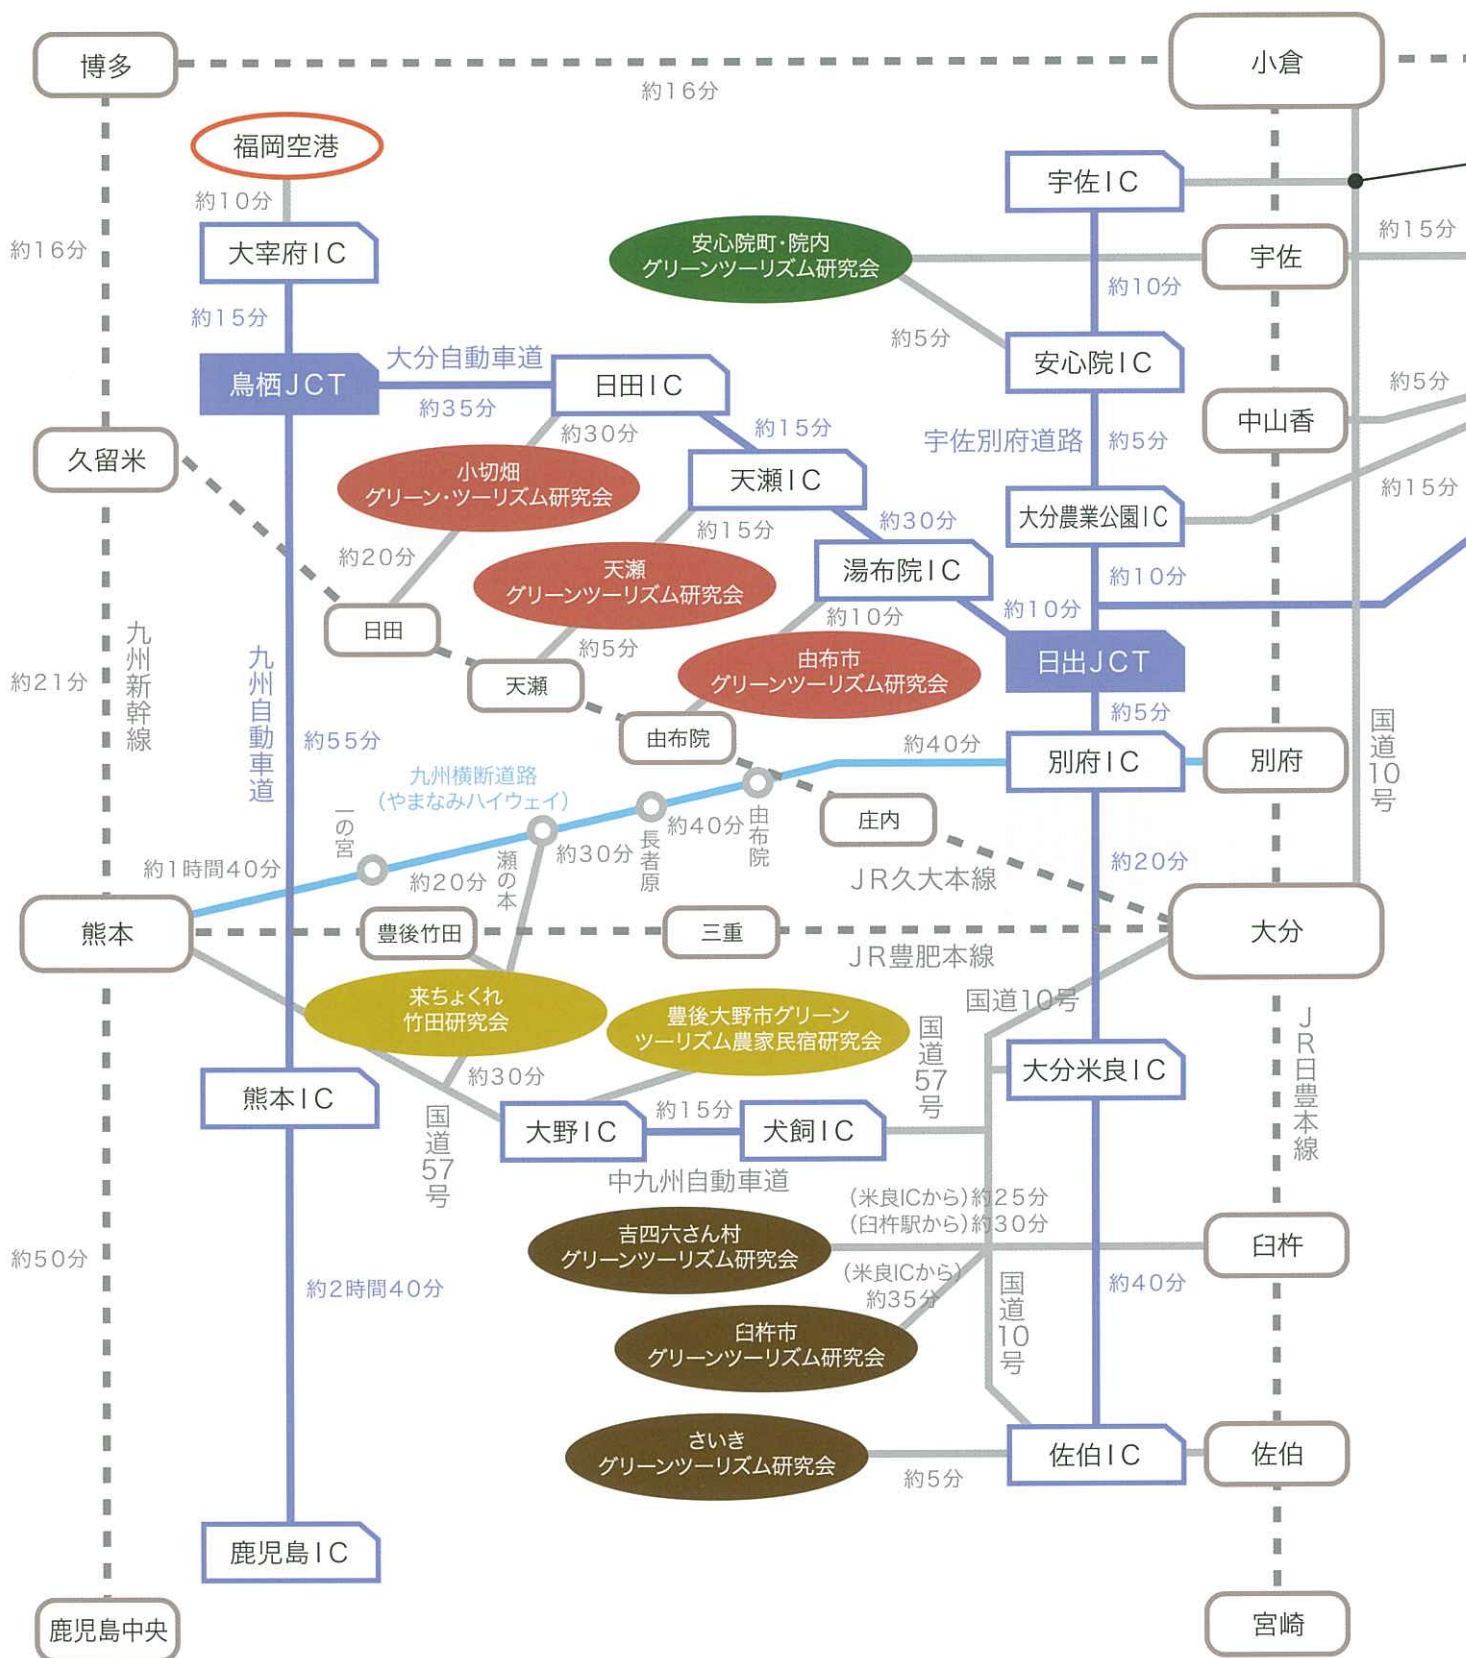 博多
小倉
約16分
福岡空港
約10分
宇佐IC
約16分
大宰府IC
安心院町・院内
グリーンツーリズム研究会
宇佐
約15分
約15分
約10分
約5分
鳥栖JCT
大分自動車道
約35分
日田IC
安心院IC
約5分
久留米
約30分
約15分
宇佐別府道路
約5分
中山香
小切畑
グリーン・ツーリズム研究会
天瀬IC
約15分
約20分
約15分
約30分
大分農業公園IC
天瀬
グリーンツーリズム研究会
湯布院IC
約10分
約10分
日田
約5分
約10分
九州新幹線
約21分
九州自動車道
天瀬
由布市
グリーンツーリズム研究会
日出JCT
約5分
由布院
約55分
約40分
別府IC
別府
国道10号
九州横断道路
(やまなみハイウェイ)
一の宮
瀬の本
長者原
由布院
約1時間40分
約20分
約30分
約40分
庄内
約20分
JR久大本線
熊本
豊後竹田
三重
大分
JR豊肥本線
国道10号
来ちょくれ
竹田研究会
豊後大野市グリーン
ツーリズム農家民宿研究会
国道57号
JR日豊本線
熊本IC
約30分
国道57号
大野IC
約15分
犬飼IC
大分米良IC
中九州自動車道
(米良ICから)約25分
(臼杵駅から)約30分
吉四六さん村
グリーンツーリズム研究会
臼杵
約50分
約2時間40分
(米良ICから)
約35分
国道10号
約40分
臼杵市
グリーンツーリズム研究会
さいき
グリーンツーリズム研究会
約5分
佐伯IC
佐伯
鹿児島IC
鹿児島中央
宮崎